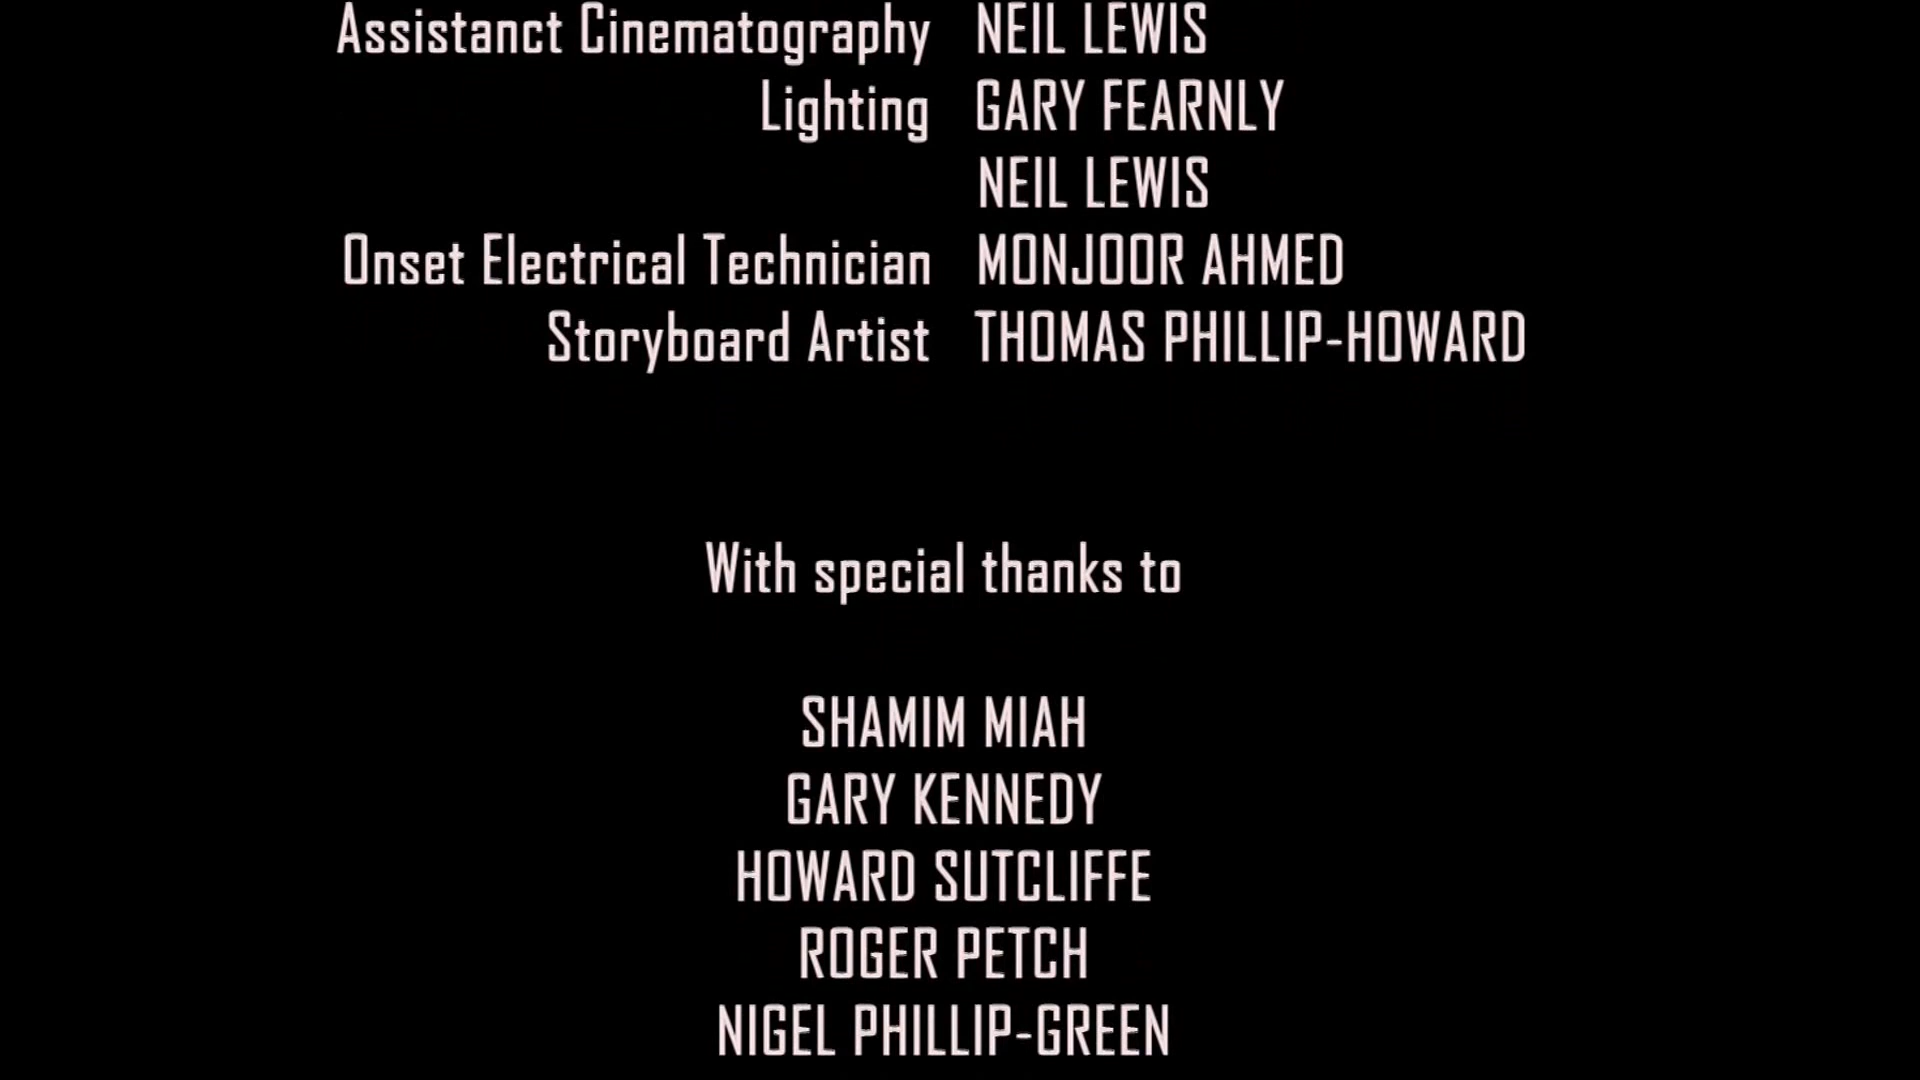 Assistanct Cinematography NEIL LEWIS
Lighting GARY FEARNLY
NEIL LEWIS
Onset Electrical Technician MONJOOR AHMED
Storyboard Artist THOMAS PHILLIP-HOWARD
With special thanks to
SHAMIM MIAH
GARY KENNEDY
HOWARD SUTCLIFFE
ROGER PETCH
NIGEL PHILLIP-GREEN